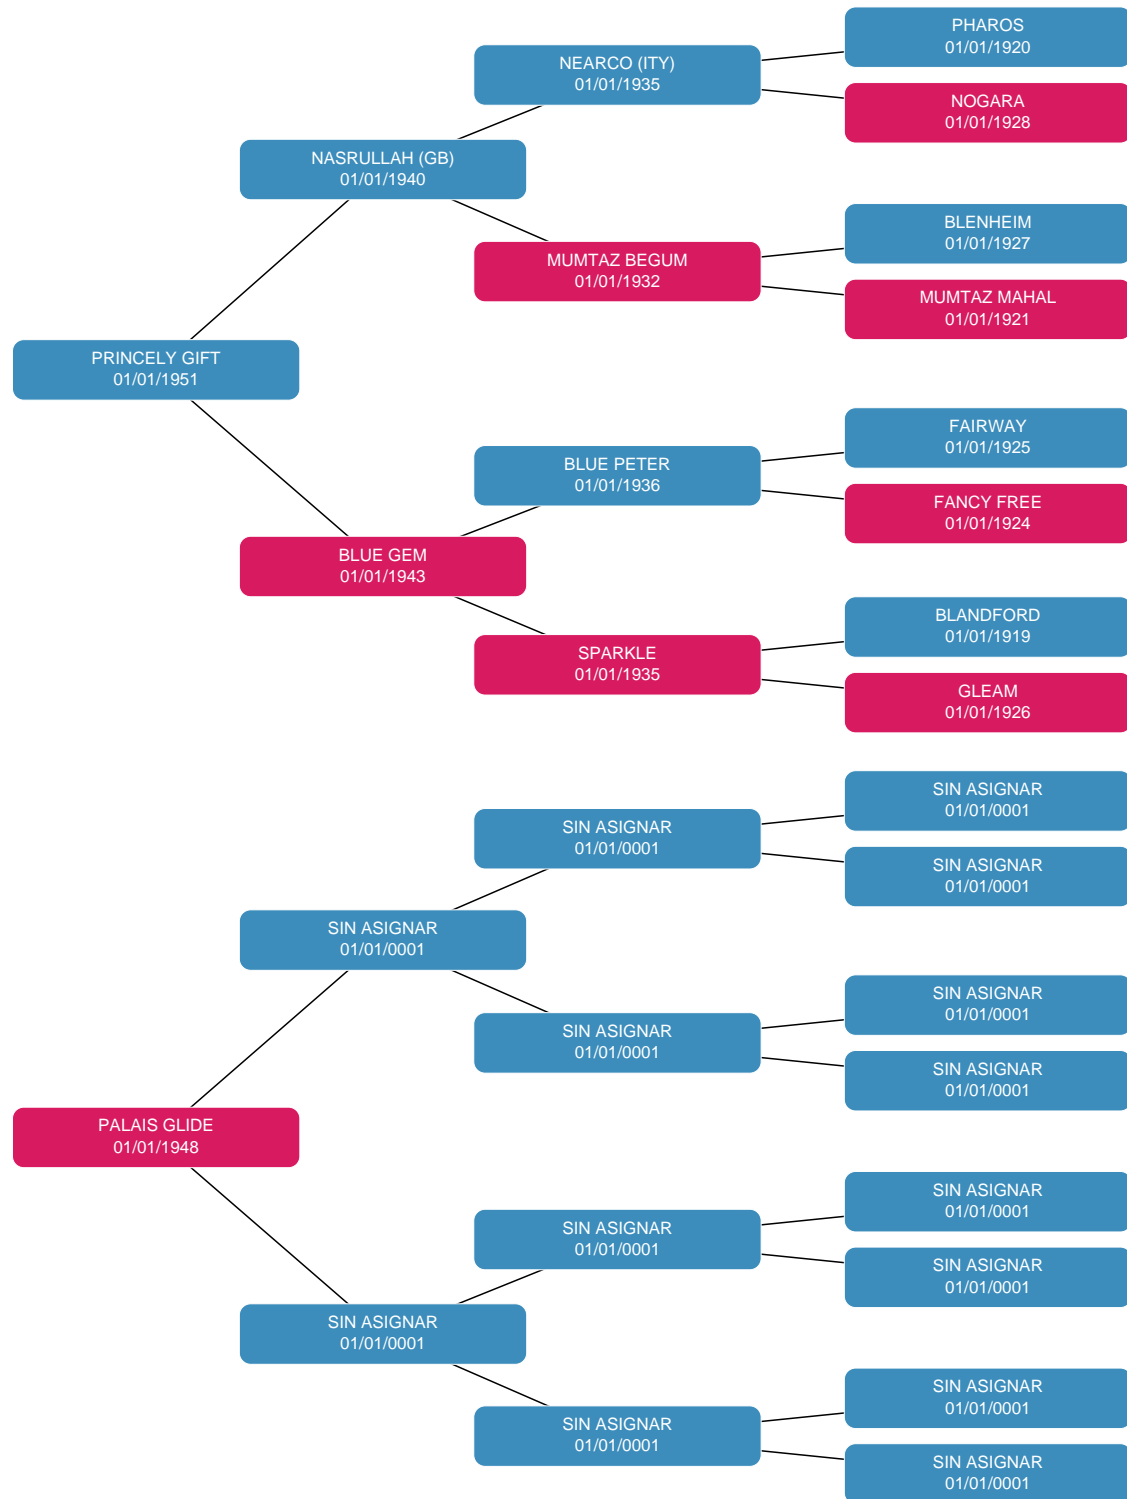 PHAROS
01/01/1920
NEARCO (ITY)
01/01/1935
NOGARA
01/01/1928
NASRULLAH (GB)
01/01/1940
BLENHEIM
01/01/1927
MUMTAZ BEGUM
01/01/1932
MUMTAZ MAHAL
01/01/1921
PRINCELY GIFT
01/01/1951
FAIRWAY
01/01/1925
BLUE PETER
01/01/1936
FANCY FREE
01/01/1924
BLUE GEM
01/01/1943
BLANDFORD
01/01/1919
SPARKLE
01/01/1935
GLEAM
01/01/1926
SIN ASIGNAR
01/01/0001
SIN ASIGNAR
01/01/0001
SIN ASIGNAR
01/01/0001
SIN ASIGNAR
01/01/0001
SIN ASIGNAR
01/01/0001
SIN ASIGNAR
01/01/0001
SIN ASIGNAR
01/01/0001
PALAIS GLIDE
01/01/1948
SIN ASIGNAR
01/01/0001
SIN ASIGNAR
01/01/0001
SIN ASIGNAR
01/01/0001
SIN ASIGNAR
01/01/0001
SIN ASIGNAR
01/01/0001
SIN ASIGNAR
01/01/0001
SIN ASIGNAR
01/01/0001